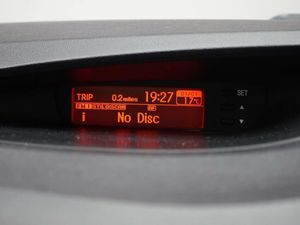 TRIP 0.2 miles 19:27
17°C
No Disc
SET